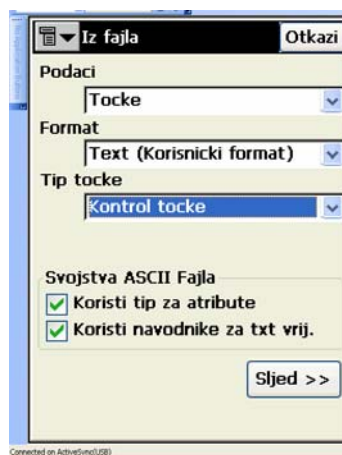 Iz fajla Otkazi
Podaci
Tocke
Format
Text (Korisnicki format)
Tip tocke
Kontrol tocke
Svojstva ASCII Fajla
Koristi tip za atribute
Koristi navodnike za txt vrij.
Sljed >>
Connected on ActiveSync(USB)